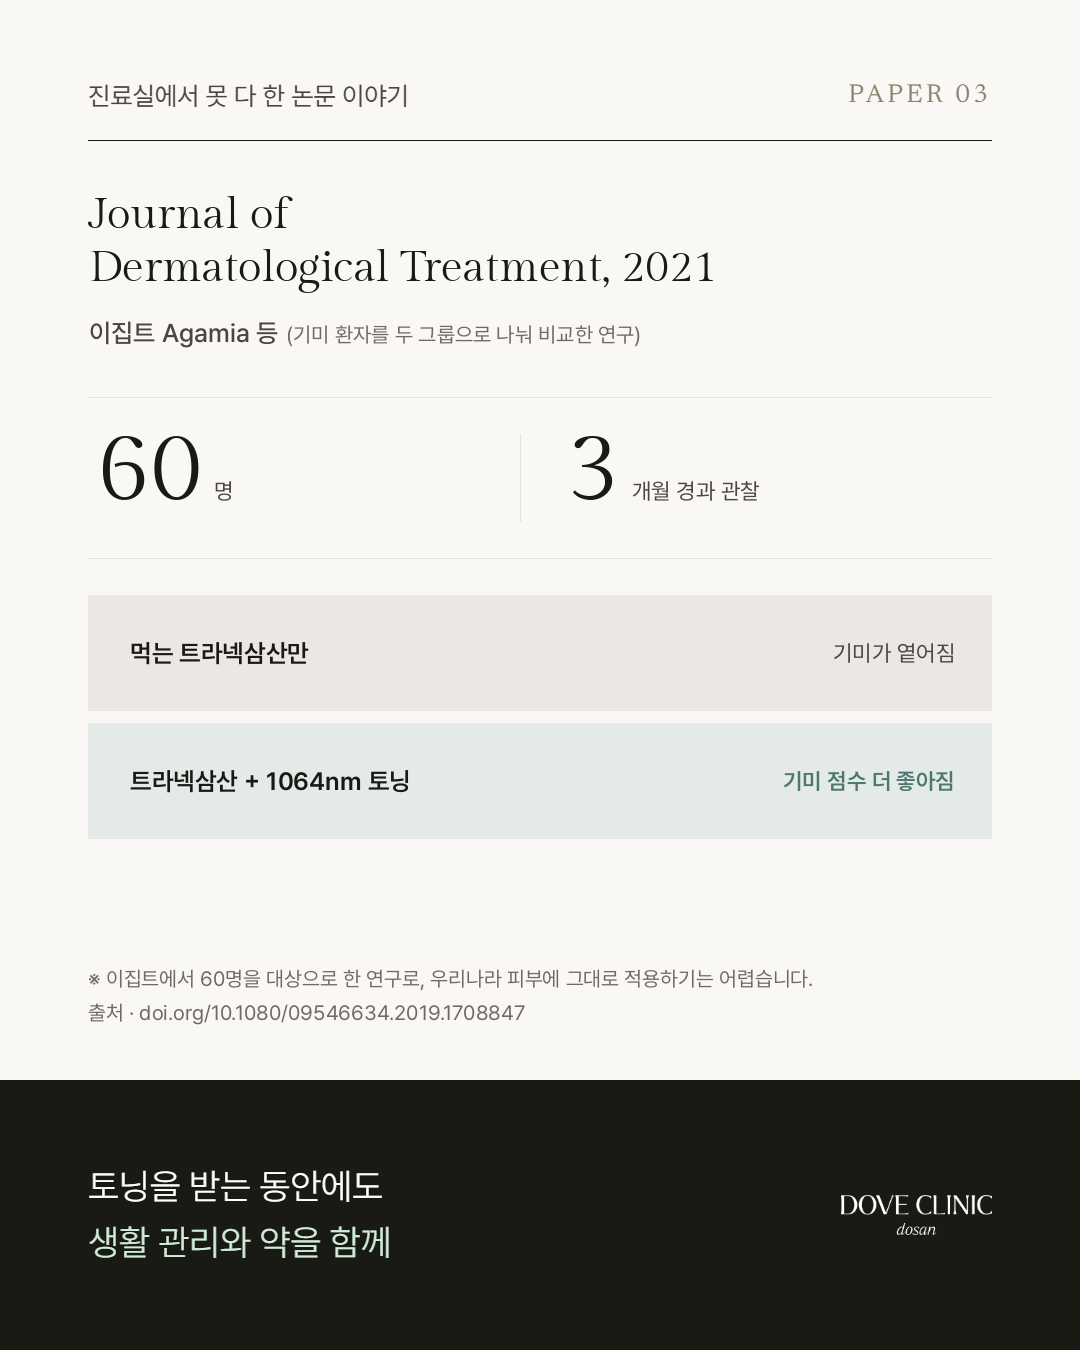 진료실에서 못 다 한 논문 이야기
PAPER 03
Journal of
Dermatological Treatment, 2021
이집트 Agamia 등 (기미 환자를 두 그룹으로 나눠 비교한 연구)
60 명
3 개월 경과 관찰
먹는 트라넥삼산만
기미가 옅어짐
트라넥삼산 + 1064nm 토닝
기미 점수 더 좋아짐
※ 이집트에서 60명을 대상으로 한 연구로, 우리나라 피부에 그대로 적용하기는 어렵습니다.
출처 · doi.org/10.1080/09546634.2019.1708847
토닝을 받는 동안에도
생활 관리와 약을 함께
DOVE CLINIC
dosan